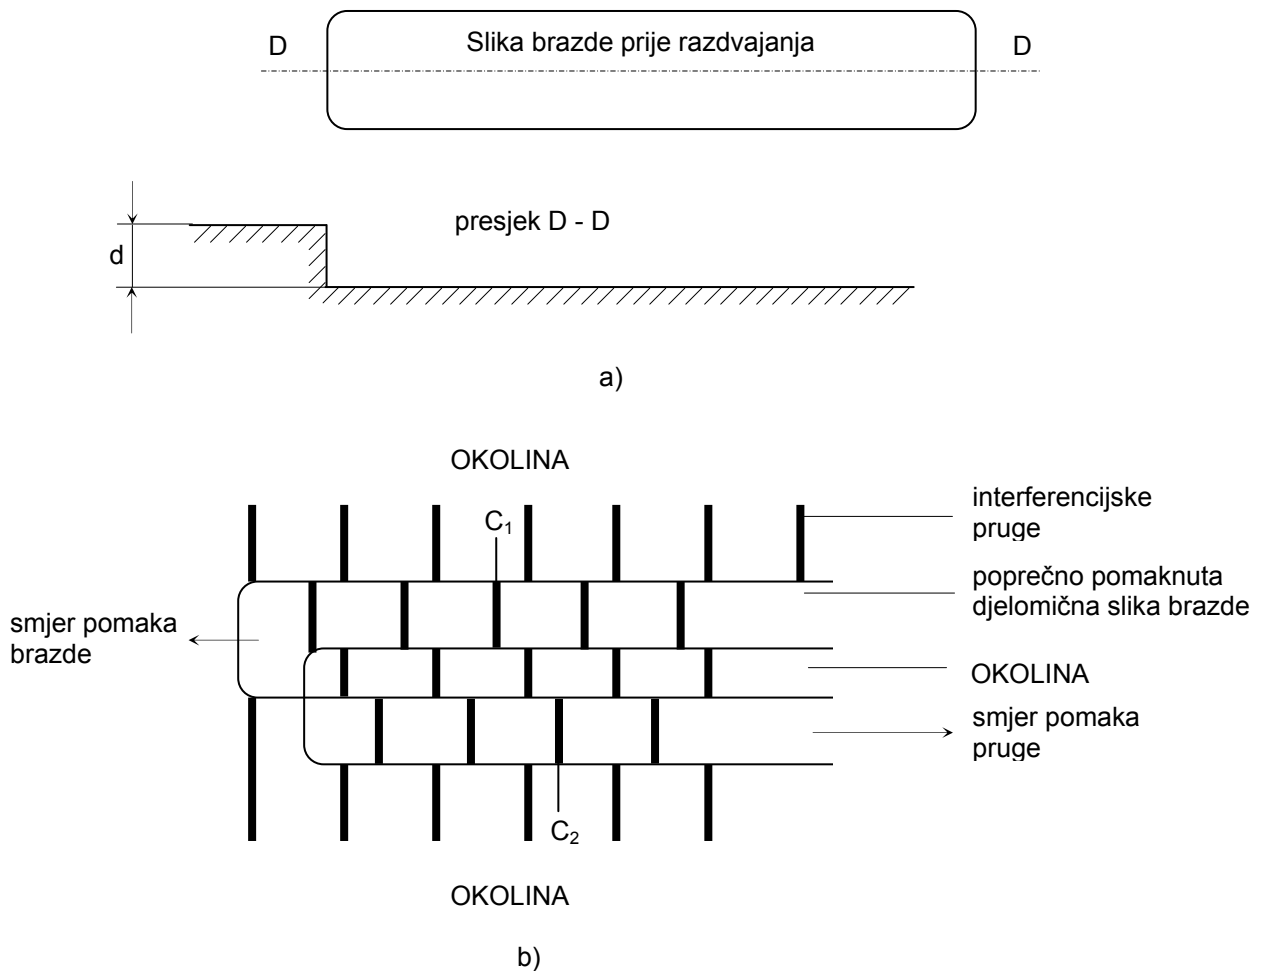 D
Slika brazde prije razdvajanja
D
presjek D - D
d
a)
OKOLINA
interferencijske
pruge
C₁
poprečno pomaknuta
djelomična slika brazde
smjer pomaka
brazde
OKOLINA
smjer pomaka
pruge
C₂
OKOLINA
b)